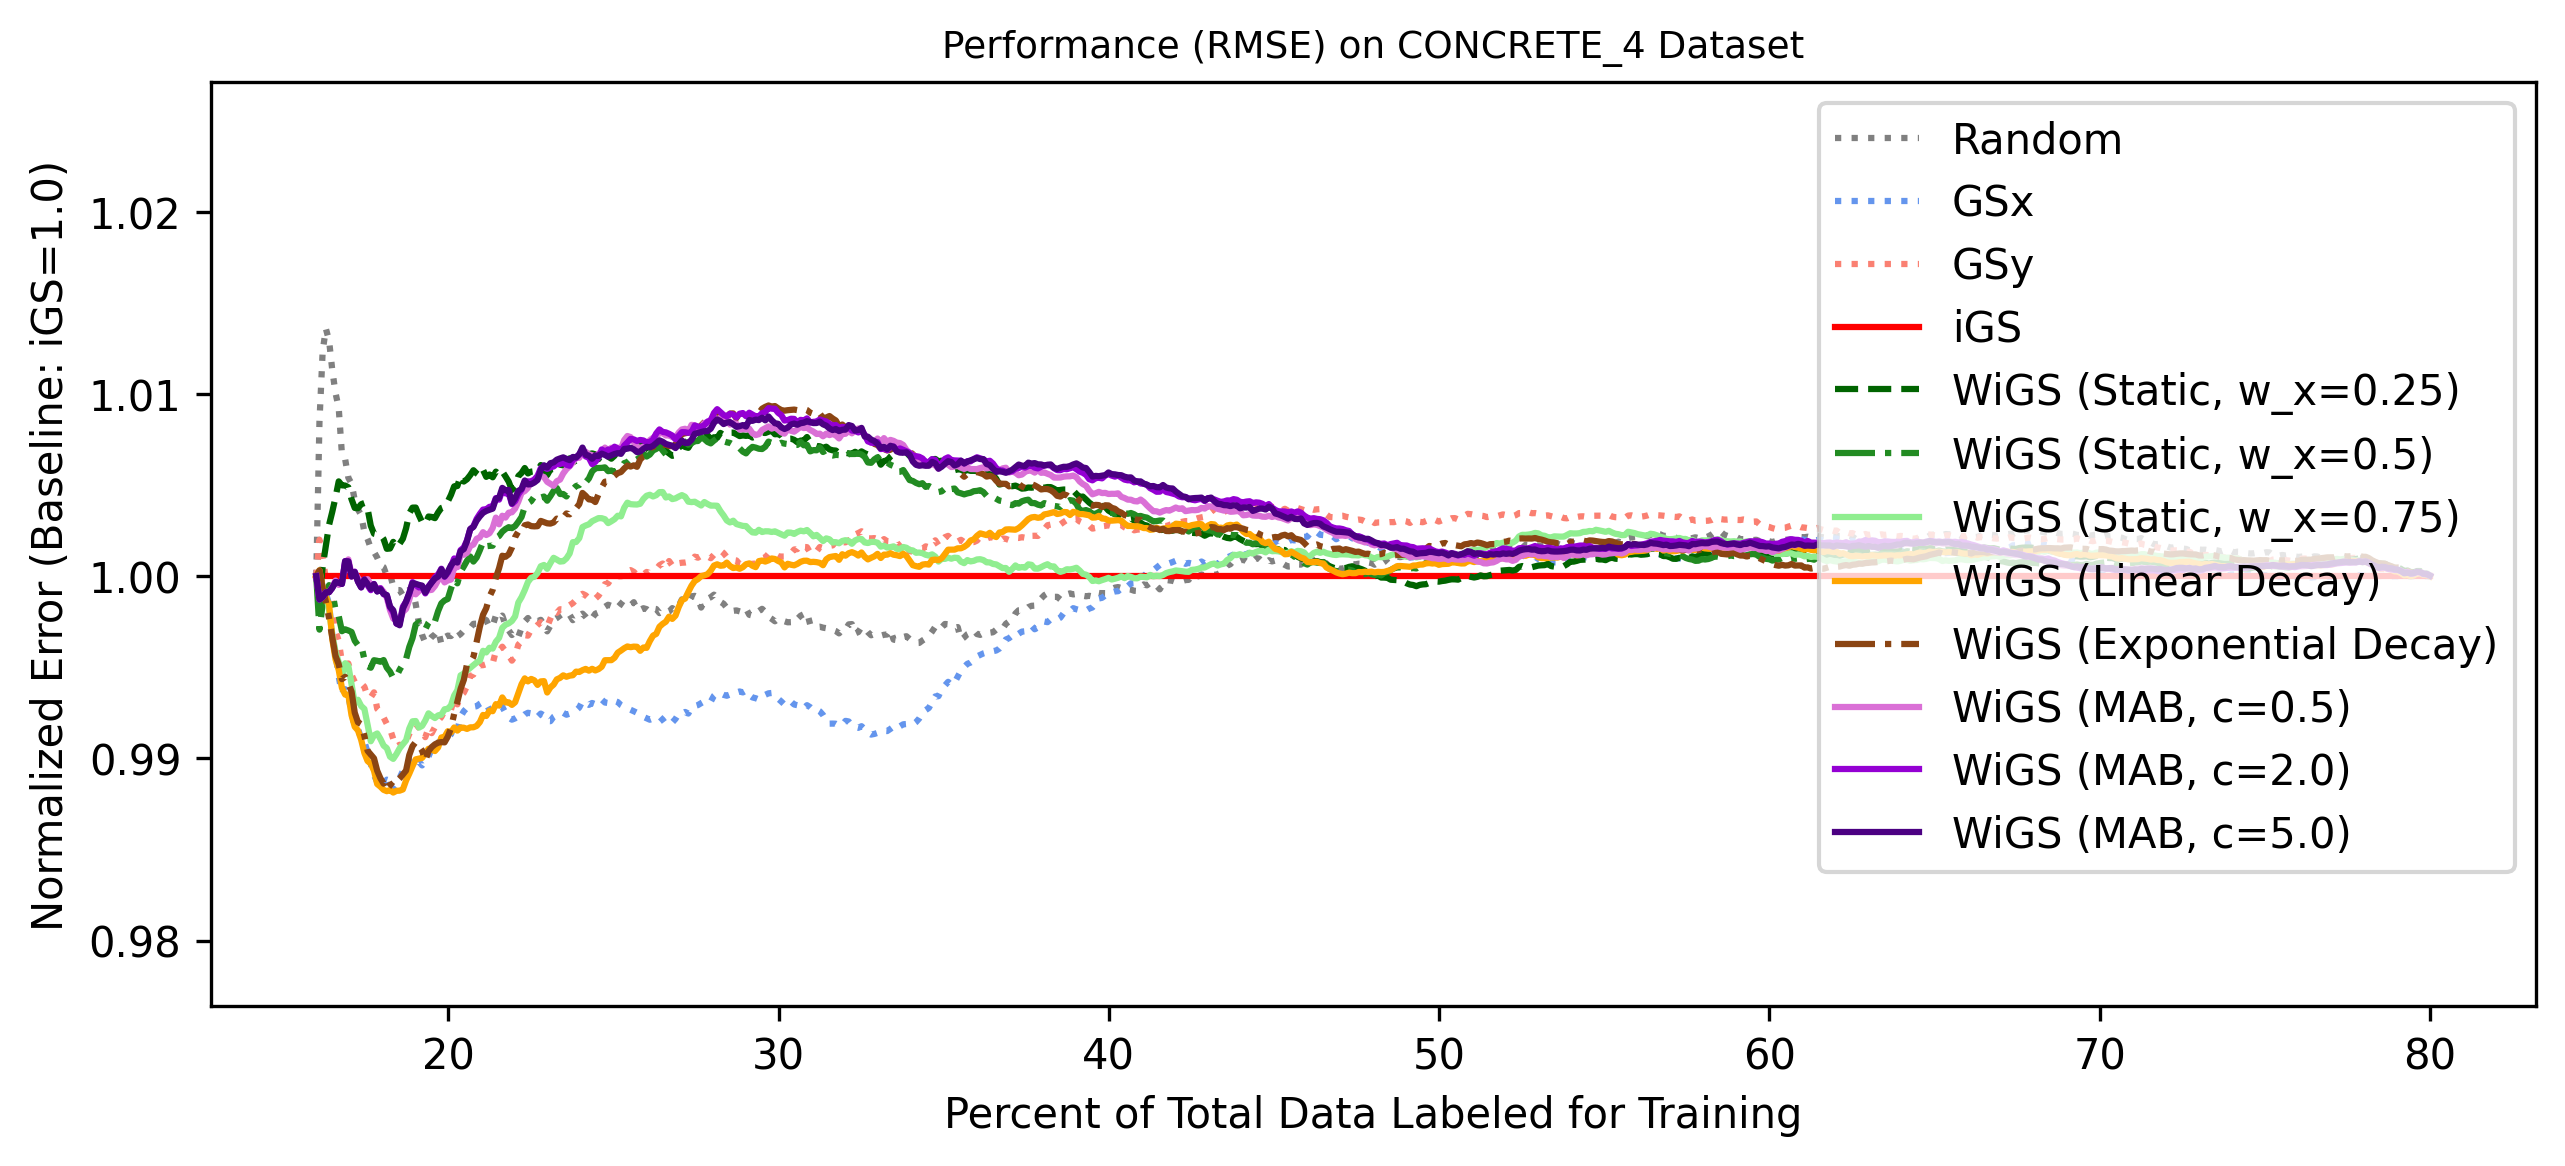 Performance (RMSE) on CONCRETE_4 Dataset
Normalized Error (Baseline: iGS=1.0)
1.02
1.01
1.00
0.99
0.98
Random
GSx
GSy
iGS
WiGS (Static, w_x=0.25)
WiGS (Static, w_x=0.5)
WiGS (Static, w_x=0.75)
WiGS (Linear Decay)
WiGS (Exponential Decay)
WiGS (MAB, c=0.5)
WiGS (MAB, c=2.0)
WiGS (MAB, c=5.0)
20 30 40 50 60 70 80
Percent of Total Data Labeled for Training